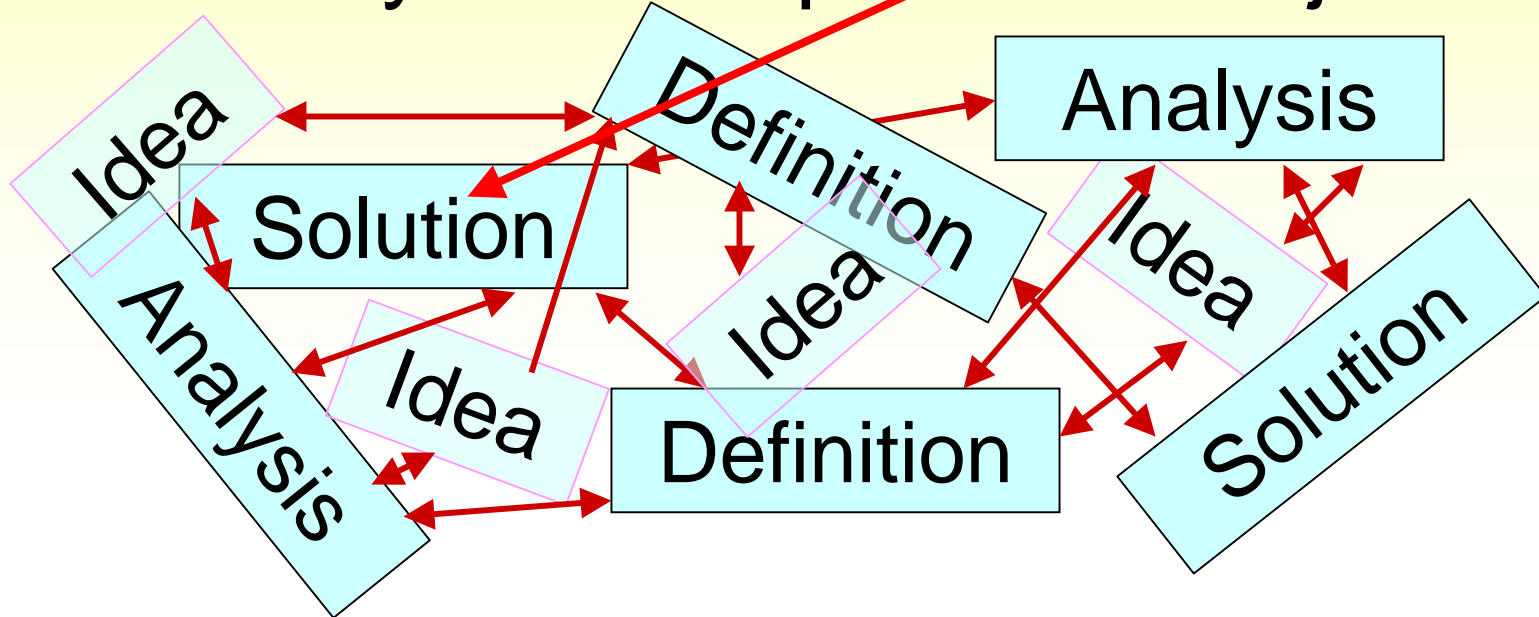 Definition
Analysis
Idea
Solution
Idea
Idea
Analysis
Idea
Definition
Solution